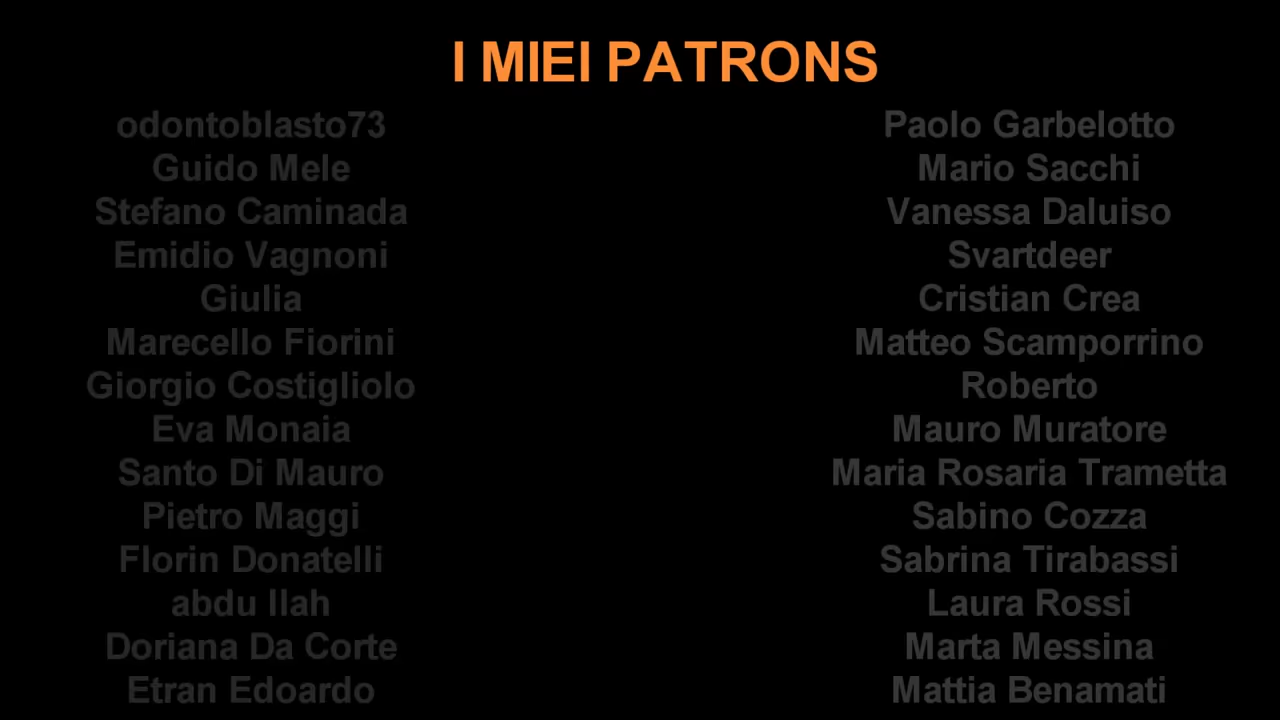 I MIEI PATRONS
odontoblasto73
Guido Mele
Stefano Caminada
Emidio Vagnoni
Giulia
Marecello Fiorini
Giorgio Costigliolo
Eva Monaia
Santo Di Mauro
Pietro Maggi
Florin Donatelli
abdu Ilah
Doriana Da Corte
Etran Edoardo
Paolo Garbelotto
Mario Sacchi
Vanessa Daluiso
Svartdeer
Cristian Crea
Matteo Scamporrino
Roberto
Mauro Muratore
Maria Rosaria Trametta
Sabino Cozza
Sabrina Tirabassi
Laura Rossi
Marta Messina
Mattia Benamati